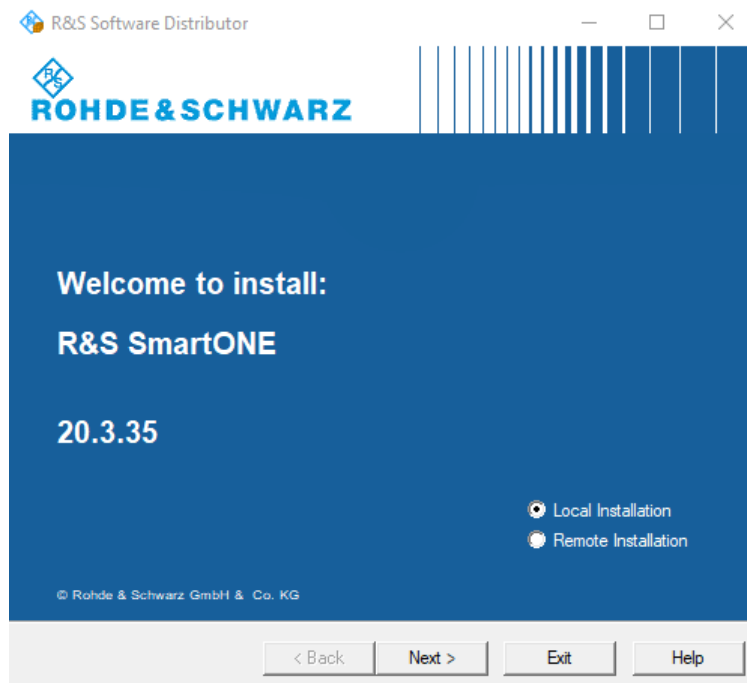 R&S Software Distributor
R&S
ROHDE&SCHWARZ
Welcome to install:
R&S SmartONE
20.3.35
Local Installation
Remote Installation
© Rohde & Schwarz GmbH & Co. KG
< Back Next > Exit Help